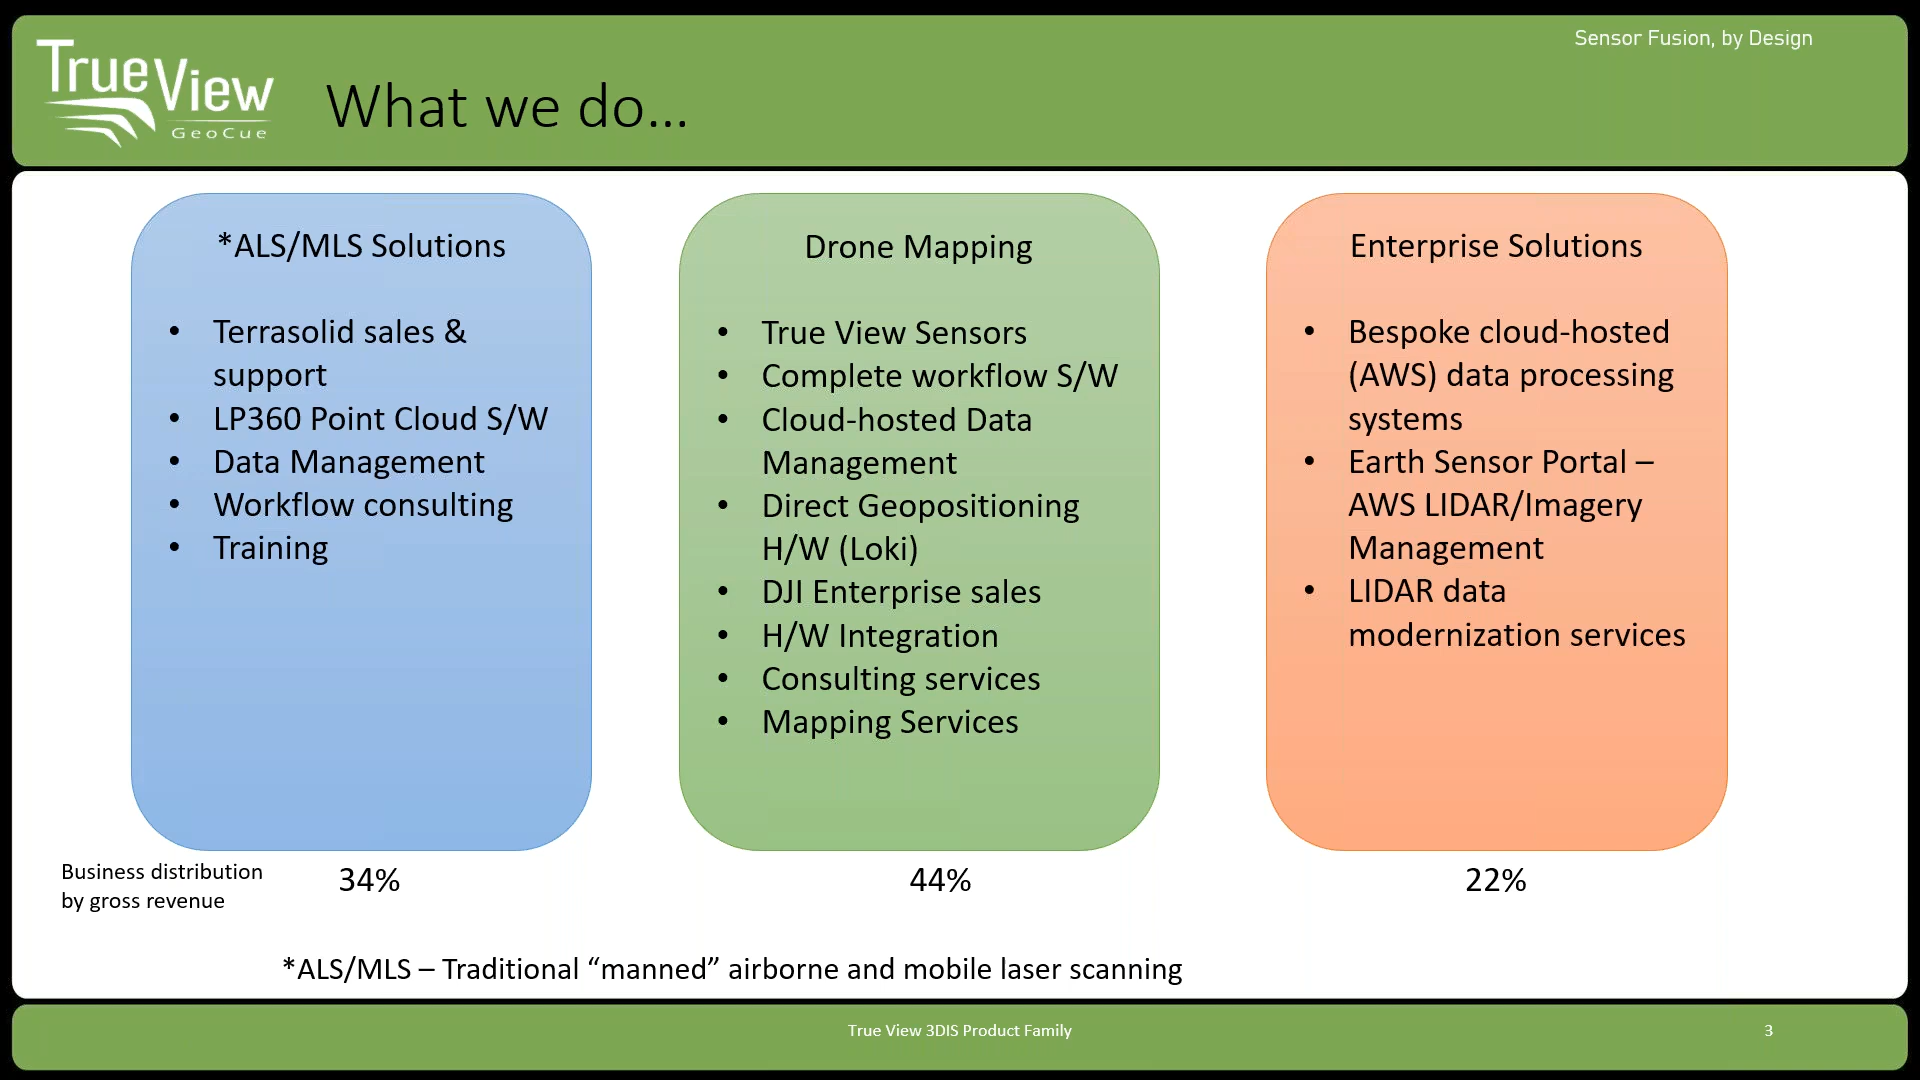 Sensor Fusion, by Design
True View
GeoCue
What we do...
*ALS/MLS Solutions
• Terrasolid sales &
support
• LP360 Point Cloud S/W
• Data Management
• Workflow consulting
• Training
Drone Mapping
• True View Sensors
• Complete workflow S/W
• Cloud-hosted Data
Management
• Direct Geopositioning
H/W (Loki)
• DJI Enterprise sales
• H/W Integration
• Consulting services
• Mapping Services
Enterprise Solutions
• Bespoke cloud-hosted
(AWS) data processing
systems
• Earth Sensor Portal –
AWS LIDAR/Imagery
Management
• LIDAR data
modernization services
Business distribution
by gross revenue
34%
44%
22%
*ALS/MLS – Traditional “manned” airborne and mobile laser scanning
True View 3DIS Product Family
3